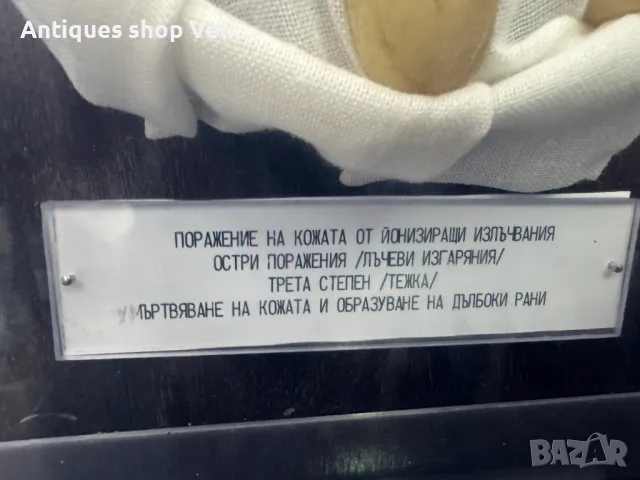 Antiques shop Vel...
ПОРАЖЕНИЕ НА КОЖАТА ОТ ЙОНИЗИРАЩИ ИЗЛЪЧВАНИЯ
ОСТРИ ПОРАЖЕНИЯ /ЛЪЧЕВИ ИЗГАРЯНИЯ/
ТРЕТА СТЕПЕН /ТЕЖКА/
УМЪРТВЯВАНЕ НА КОЖАТА И ОБРАЗУВАНЕ НА ДЪЛБОКИ РАНИ
BAZAR